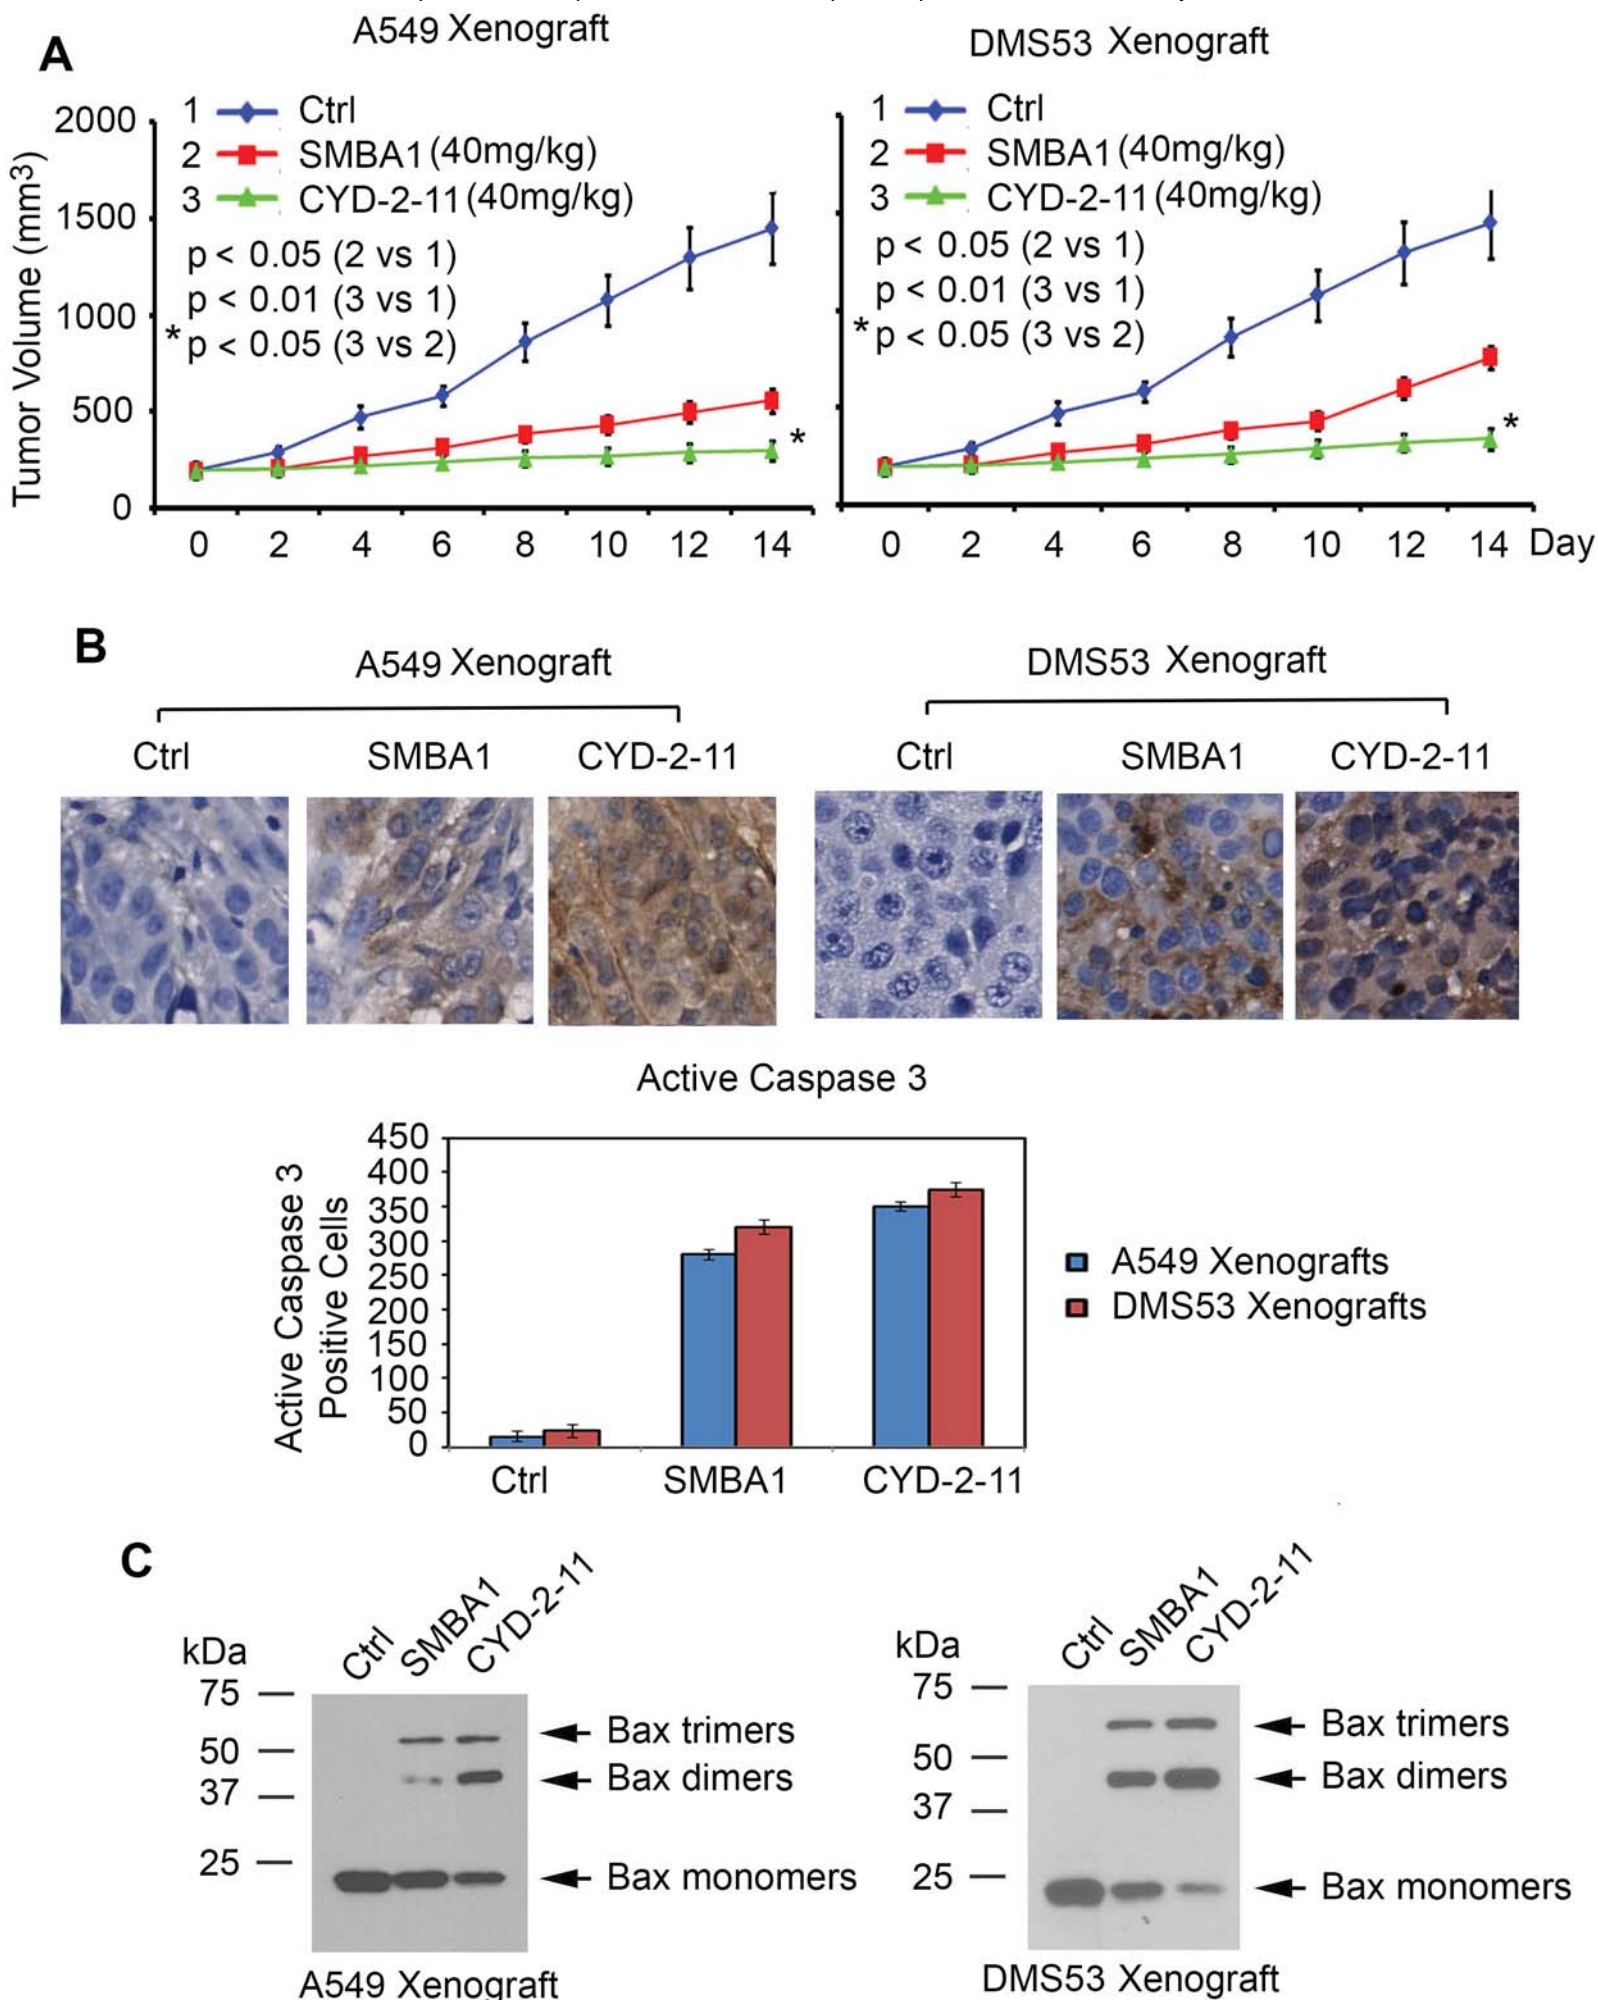 A
A549 Xenograft
DMS53 Xenograft
Tumor Volume (mm3)
2000
1500
1000
500
0
1 Ctrl
2 SMBA1 (40mg/kg)
3 CYD-2-11 (40mg/kg)
p < 0.05 (2 vs 1)
p < 0.01 (3 vs 1)
*p < 0.05 (3 vs 2)
*
0 2 4 6 8 10 12 14
1 Ctrl
2 SMBA1 (40mg/kg)
3 CYD-2-11 (40mg/kg)
p < 0.05 (2 vs 1)
p < 0.01 (3 vs 1)
*p < 0.05 (3 vs 2)
*
0 2 4 6 8 10 12 14 Day
B
A549 Xenograft
DMS53 Xenograft
Ctrl SMBA1 CYD-2-11
Ctrl SMBA1 CYD-2-11
Active Caspase 3
Active Caspase 3
Positive Cells
450
400
350
300
250
200
150
100
50
0
Ctrl SMBA1 CYD-2-11
A549 Xenografts
DMS53 Xenografts
C
kDa
Ctrl
SMBA1
CYD-2-11
75
50
37
25
Bax trimers
Bax dimers
Bax monomers
A549 Xenograft
kDa
Ctrl
SMBA1
CYD-2-11
75
50
37
25
Bax trimers
Bax dimers
Bax monomers
DMS53 Xenograft